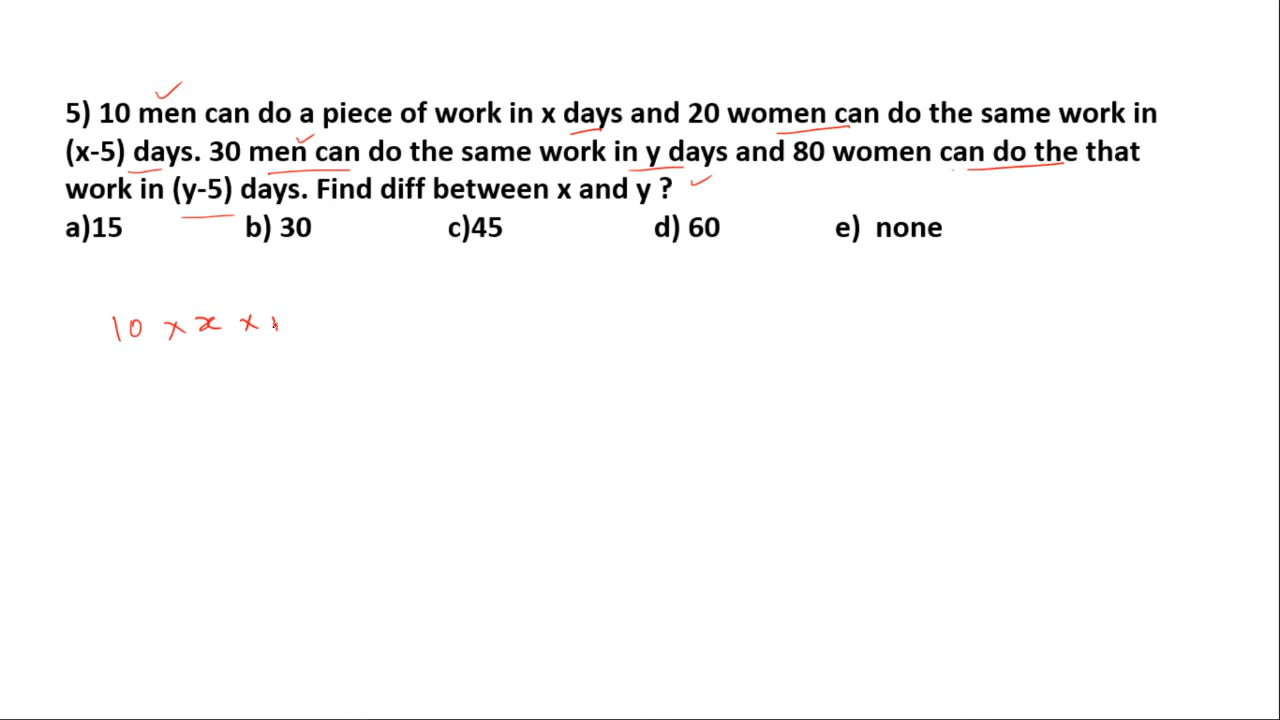 5) 10 men can do a piece of work in x days and 20 women can do the same work in
(x-5) days. 30 men can do the same work in y days and 80 women can do the that
work in (y-5) days. Find diff between x and y ?
a)15 b) 30 c)45 d) 60 e) none
10 × x ×